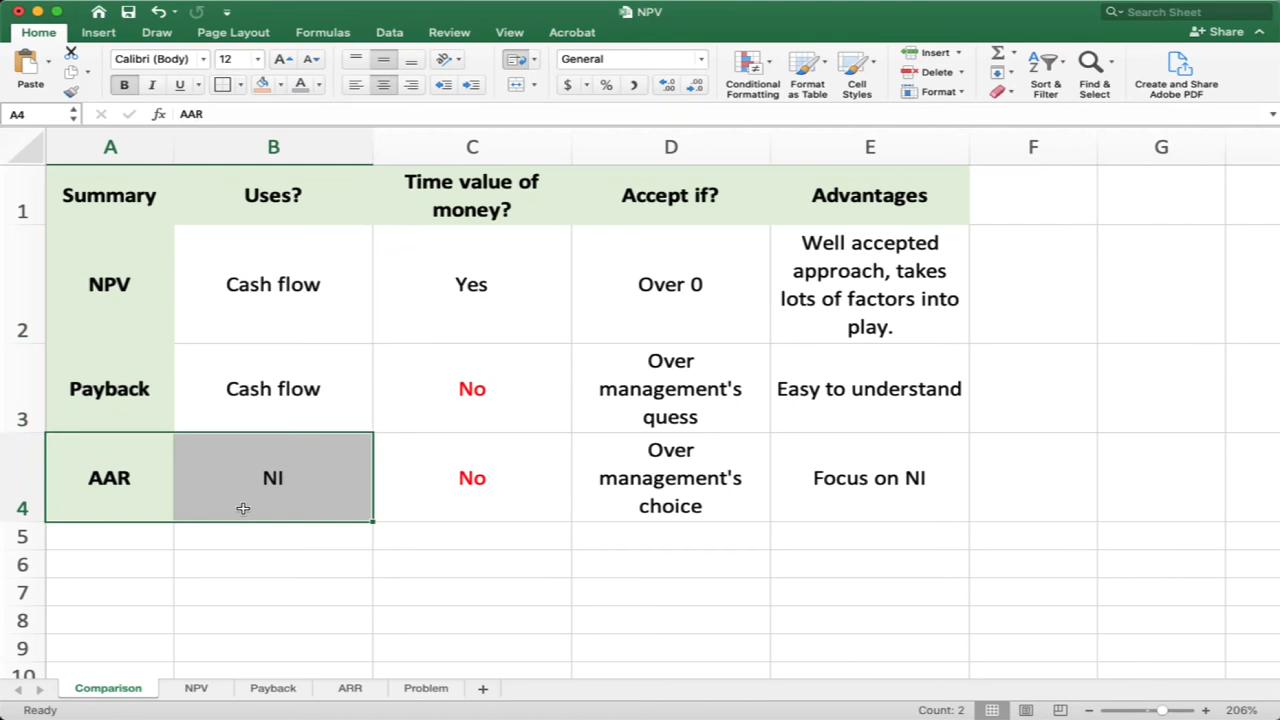 NPV
Search Sheet
Home Insert Draw Page Layout Formulas Data Review View Acrobat Share
Paste Calibri (Body) 12 A A General Insert Delete Format Conditional Formatting Format as Table Cell Styles Sort & Filter Find & Select Create and Share Adobe PDF
B I U A $ %
A4 fx AAR
A B C D E F G
1 Summary Uses? Time value of money? Accept if? Advantages
2 NPV Cash flow Yes Over 0 Well accepted approach, takes lots of factors into play.
3 Payback Cash flow No Over management's quess Easy to understand
4 AAR NI No Over management's choice Focus on NI
5
6
7
8
9
10
Comparison NPV Payback ARR Problem +
Ready Count: 2 206%